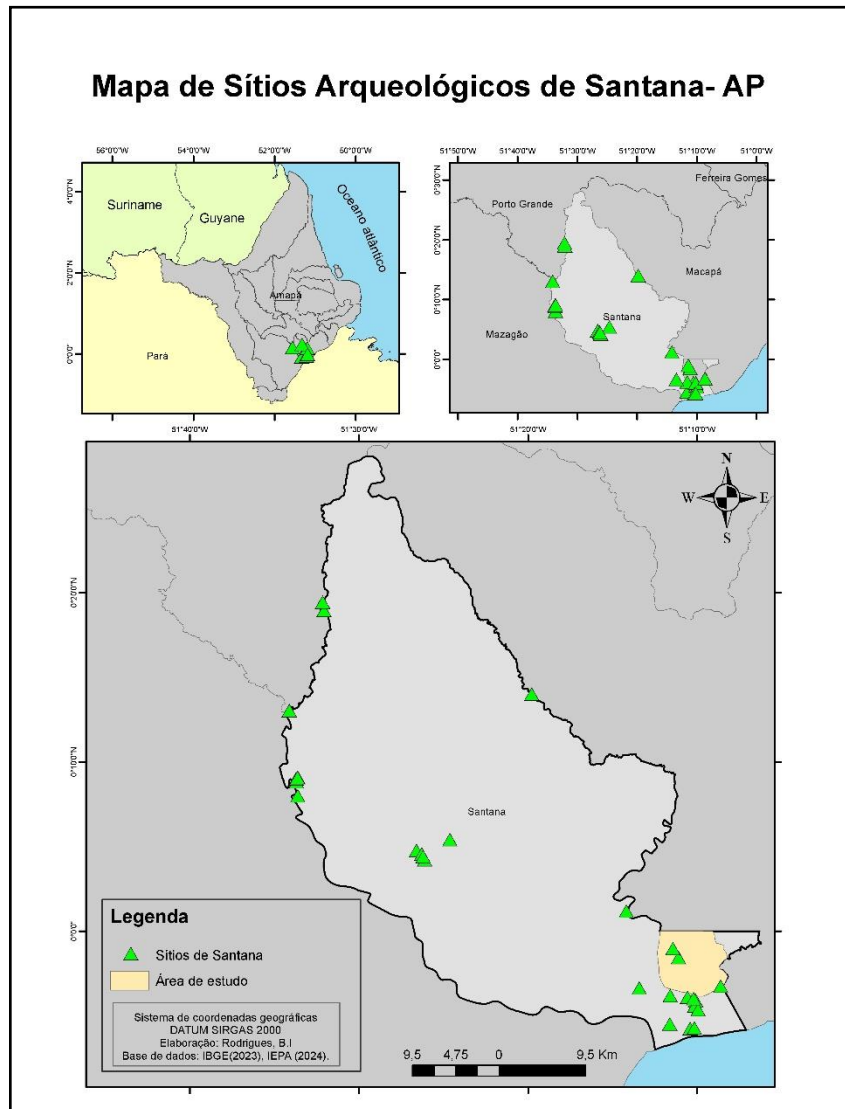 Mapa de Sítios Arqueológicos de Santana- AP
56°0'0"W 54°0'0"W 52°0'0"W 50°0'0"W
4°0'0"N
2°0'0"N
0°0'0"
Suriname
Guyane
Oceano atlântico
Amapá
Pará
51°50'0"W 51°40'0"W 51°30'0"W 51°20'0"W 51°10'0"W 51°0'0"W
0°30'0"N
0°20'0"N
0°10'0"N
0°0'0"
Ferreira Gomes
Porto Grande
Macapá
Santana
Mazagão
51°40'0"W 51°30'0"W 51°20'0"W 51°10'0"W
0°20'0"N
0°10'0"N
0°0'0"
N
W E
S
Santana
Legenda
Sítios de Santana
Área de estudo
Sistema de coordenadas geográficas
DATUM SIRGAS 2000
Elaboração: Rodrigues, B.I
Base de dados: IBGE(2023), IEPA (2024).
9,5 4,75 0 9,5 Km